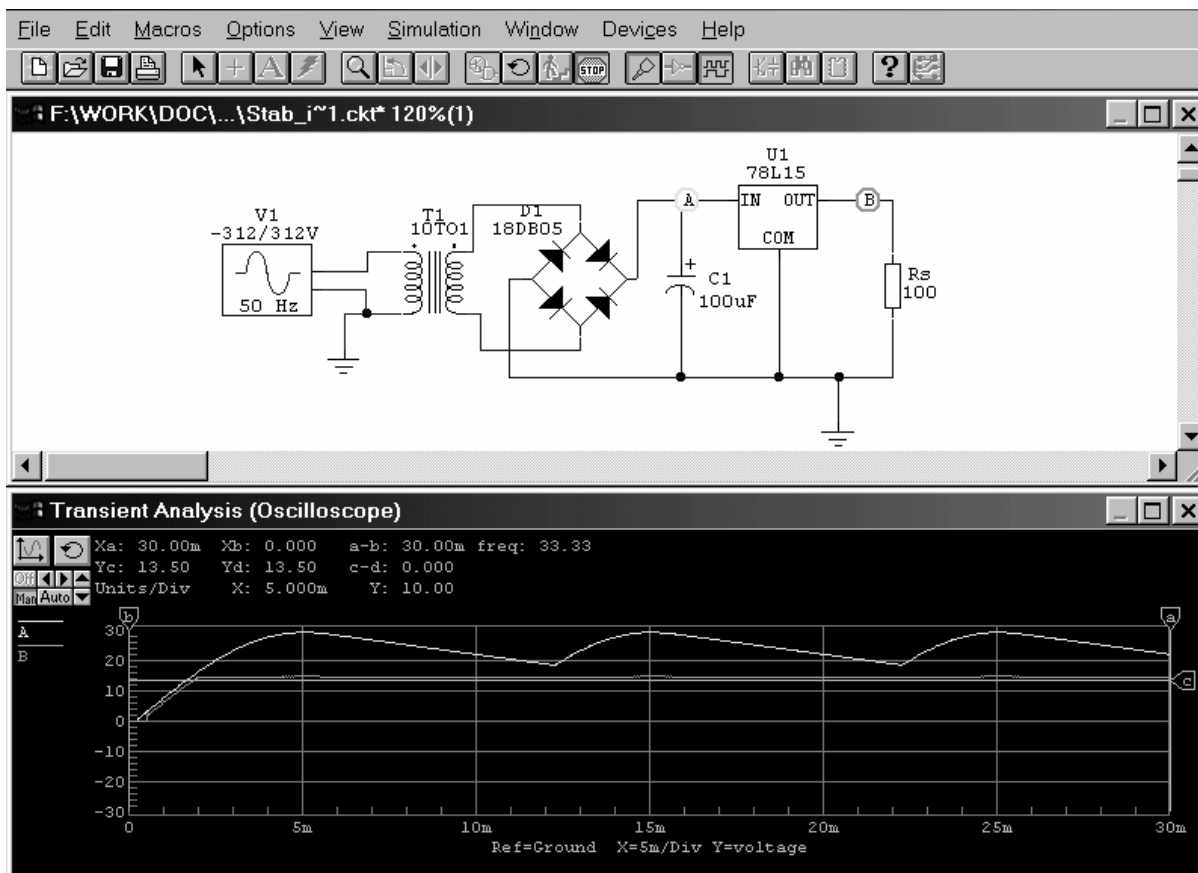 File Edit Macros Options View Simulation Window Devices Help
A STOP ?
F:\WORK\DOC\...\Stab_i~1.ckt* 120%(1)
U1
78L15
A IN OUT B
COM
V1
-312/312V
50 Hz
T1
10TO1
D1
18DB05
+
C1
100uF
Rs
100
Transient Analysis (Oscilloscope)
Xa: 30.00m Xb: 0.000 a-b: 30.00m freq: 33.33
Yc: 13.50 Yd: 13.50 c-d: 0.000
Units/Div X: 5.000m Y: 10.00
Off
Man Auto
b a
A
B
c
30
20
10
0
-10
-20
-30
0 5m 10m 15m 20m 25m 30m
Ref=Ground X=5m/Div Y=voltage